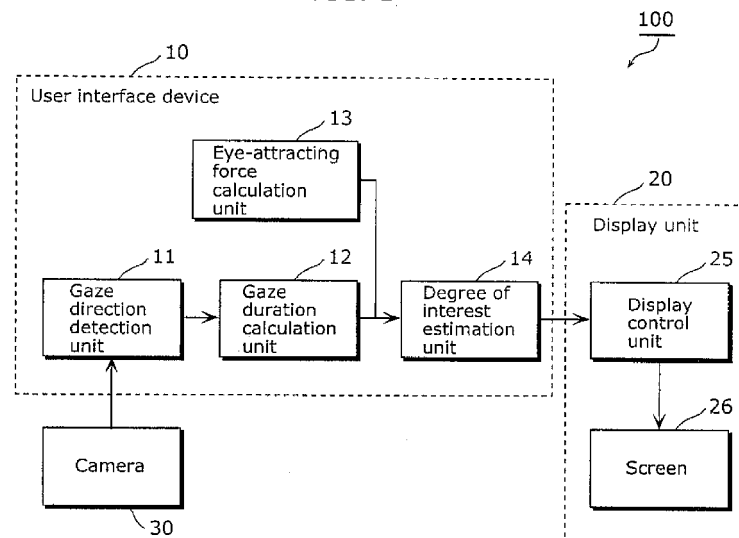 100
10
User interface device
13
Eye-attracting
force
calculation
unit
20
Display unit
11
Gaze
direction
detection
unit
12
Gaze
duration
calculation
unit
14
Degree of
interest
estimation
unit
25
Display
control
unit
26
Screen
Camera
30